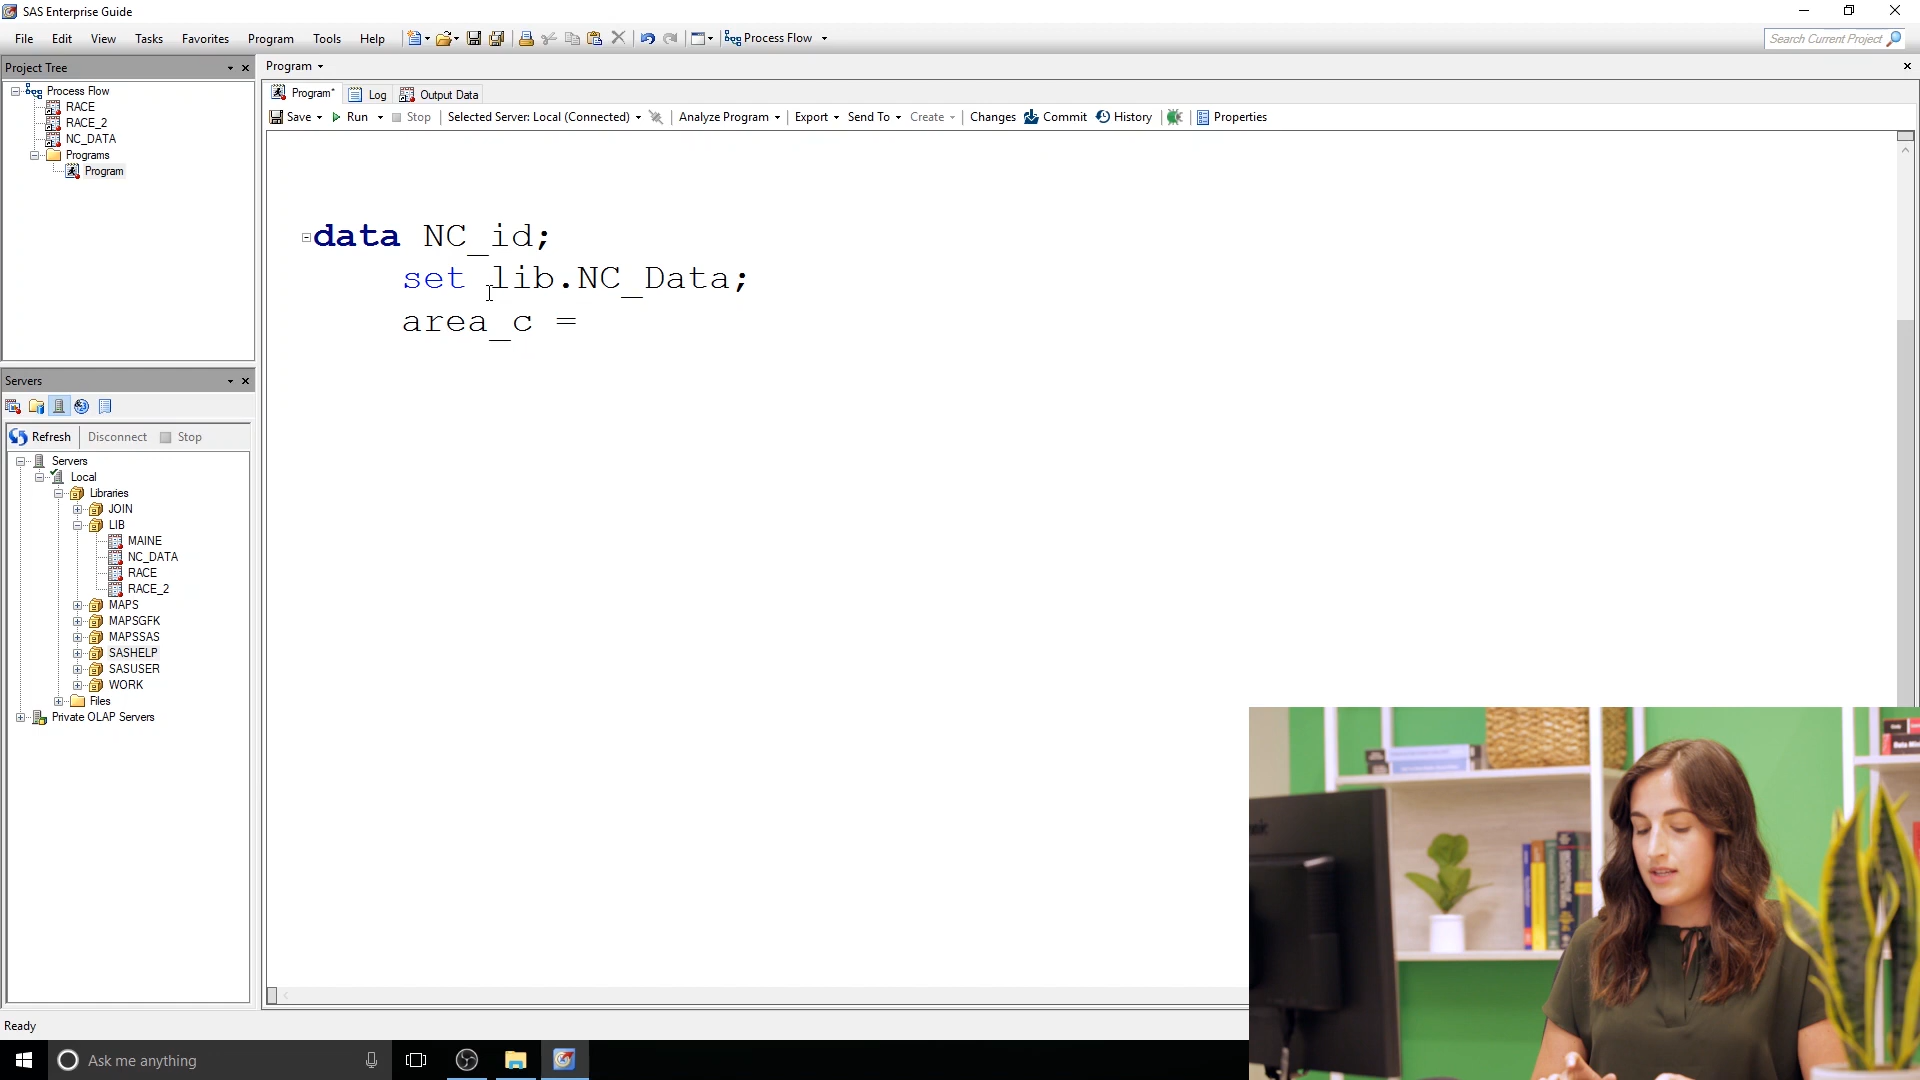 SAS Enterprise Guide
File Edit View Tasks Favorites Program Tools Help Process Flow Search Current Project
Project Tree
Process Flow
RACE
RACE_2
NC_DATA
Programs
Program
Servers
Refresh Disconnect Stop
Servers
Local
Libraries
JOIN
LIB
MAINE
NC_DATA
RACE
RACE_2
MAPS
MAPSGFK
MAPSSAS
SASHELP
SASUSER
WORK
Files
Private OLAP Servers
Program
Program* Log Output Data
Save Run Stop Selected Server: Local (Connected) Analyze Program Export Send To Create Changes Commit History Properties
data NC_id;
set lib.NC_Data;
area_c =
Ready
Ask me anything